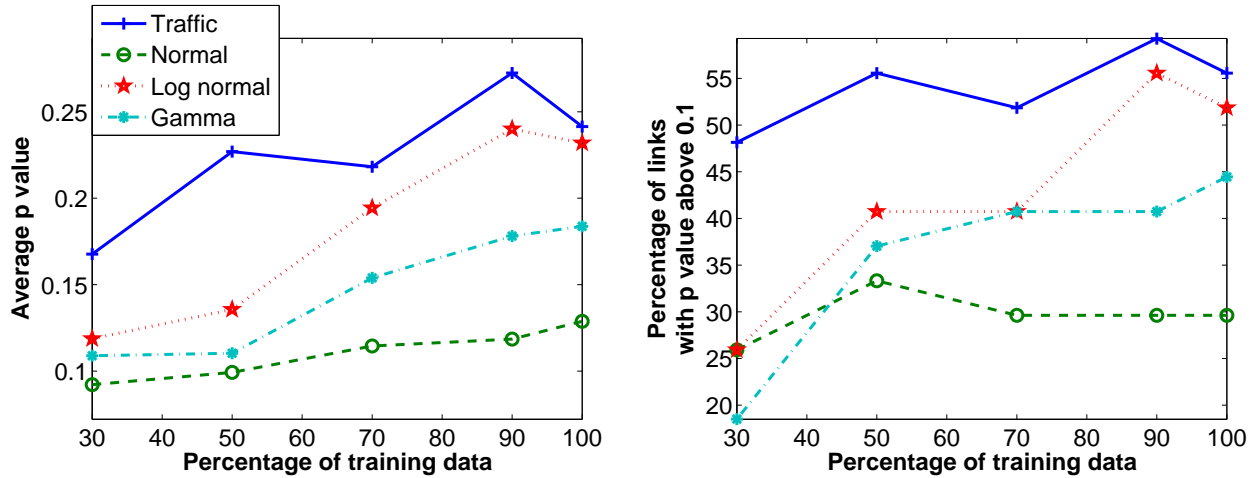 Traffic
Normal
Log normal
Gamma
0.25
0.2
0.15
0.1
Average p value
30 40 50 60 70 80 90 100
Percentage of training data
55
50
45
40
35
30
25
20
Percentage of links
with p value above 0.1
30 40 50 60 70 80 90 100
Percentage of training data